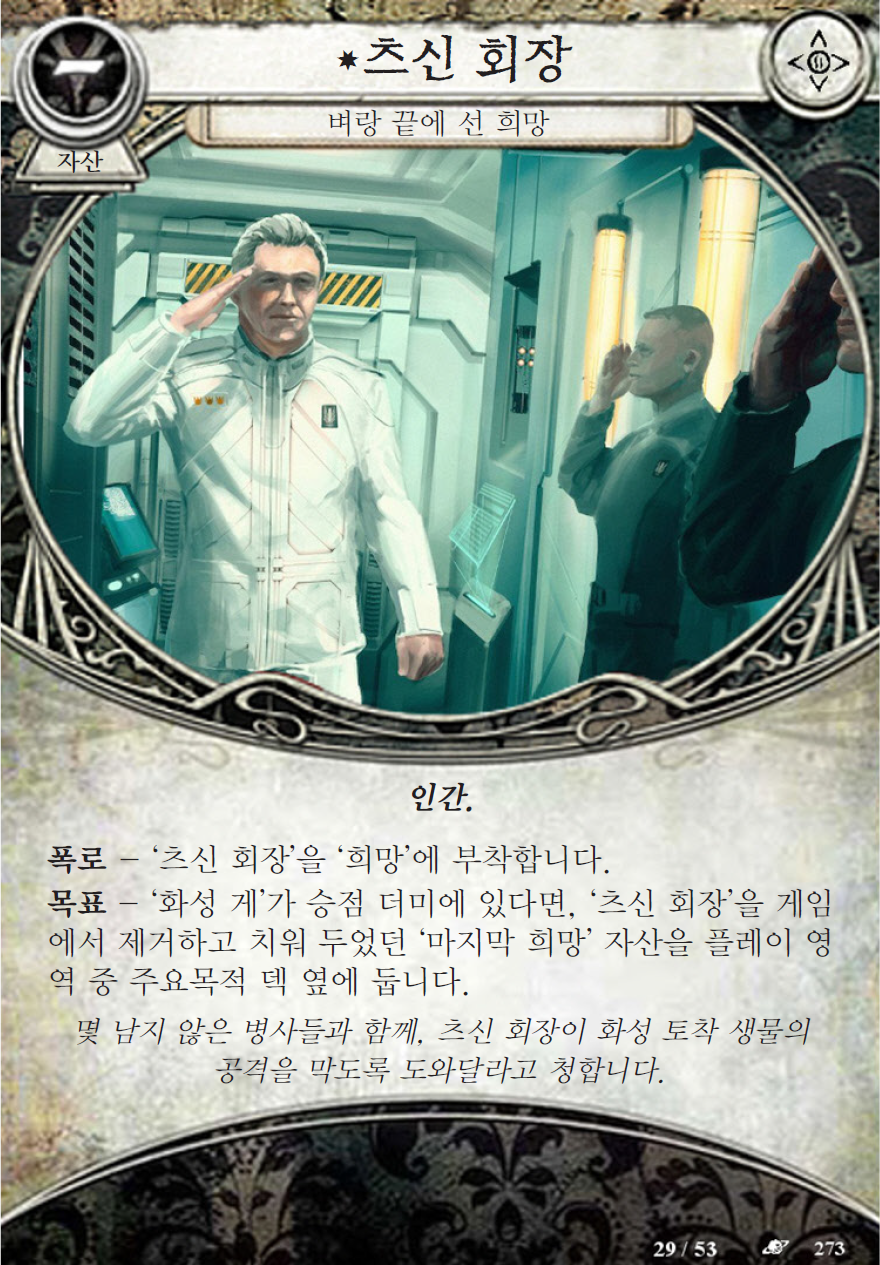 ✷츠신 회장
벼랑 끝에 선 희망
자산
인간.
폭로 – ‘츠신 회장’을 ‘희망’에 부착합니다.
목표 – ‘화성 게’가 승점 더미에 있다면, ‘츠신 회장’을 게임
에서 제거하고 치워 두었던 ‘마지막 희망’ 자산을 플레이 영
역 중 주요목적 덱 옆에 둡니다.
몇 남지 않은 병사들과 함께, 츠신 회장이 화성 토착 생물의
공격을 막도록 도와달라고 청합니다.
29 / 53 273